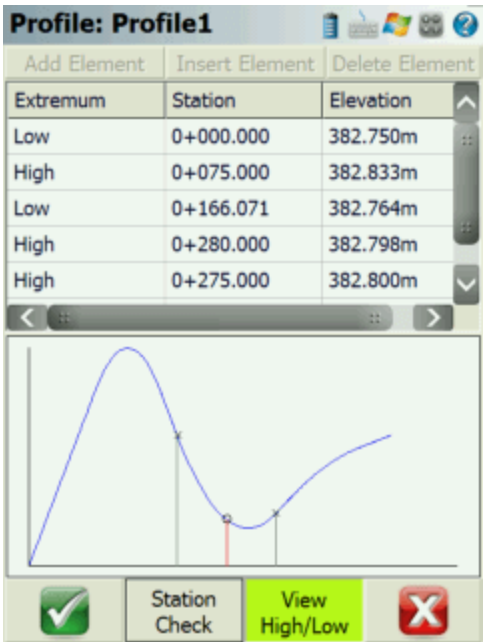 Profile: Profile1
Add Element Insert Element Delete Element
Extremum Station Elevation
Low 0+000.000 382.750m
High 0+075.000 382.833m
Low 0+166.071 382.764m
High 0+280.000 382.798m
High 0+275.000 382.800m
Station Check
View High/Low